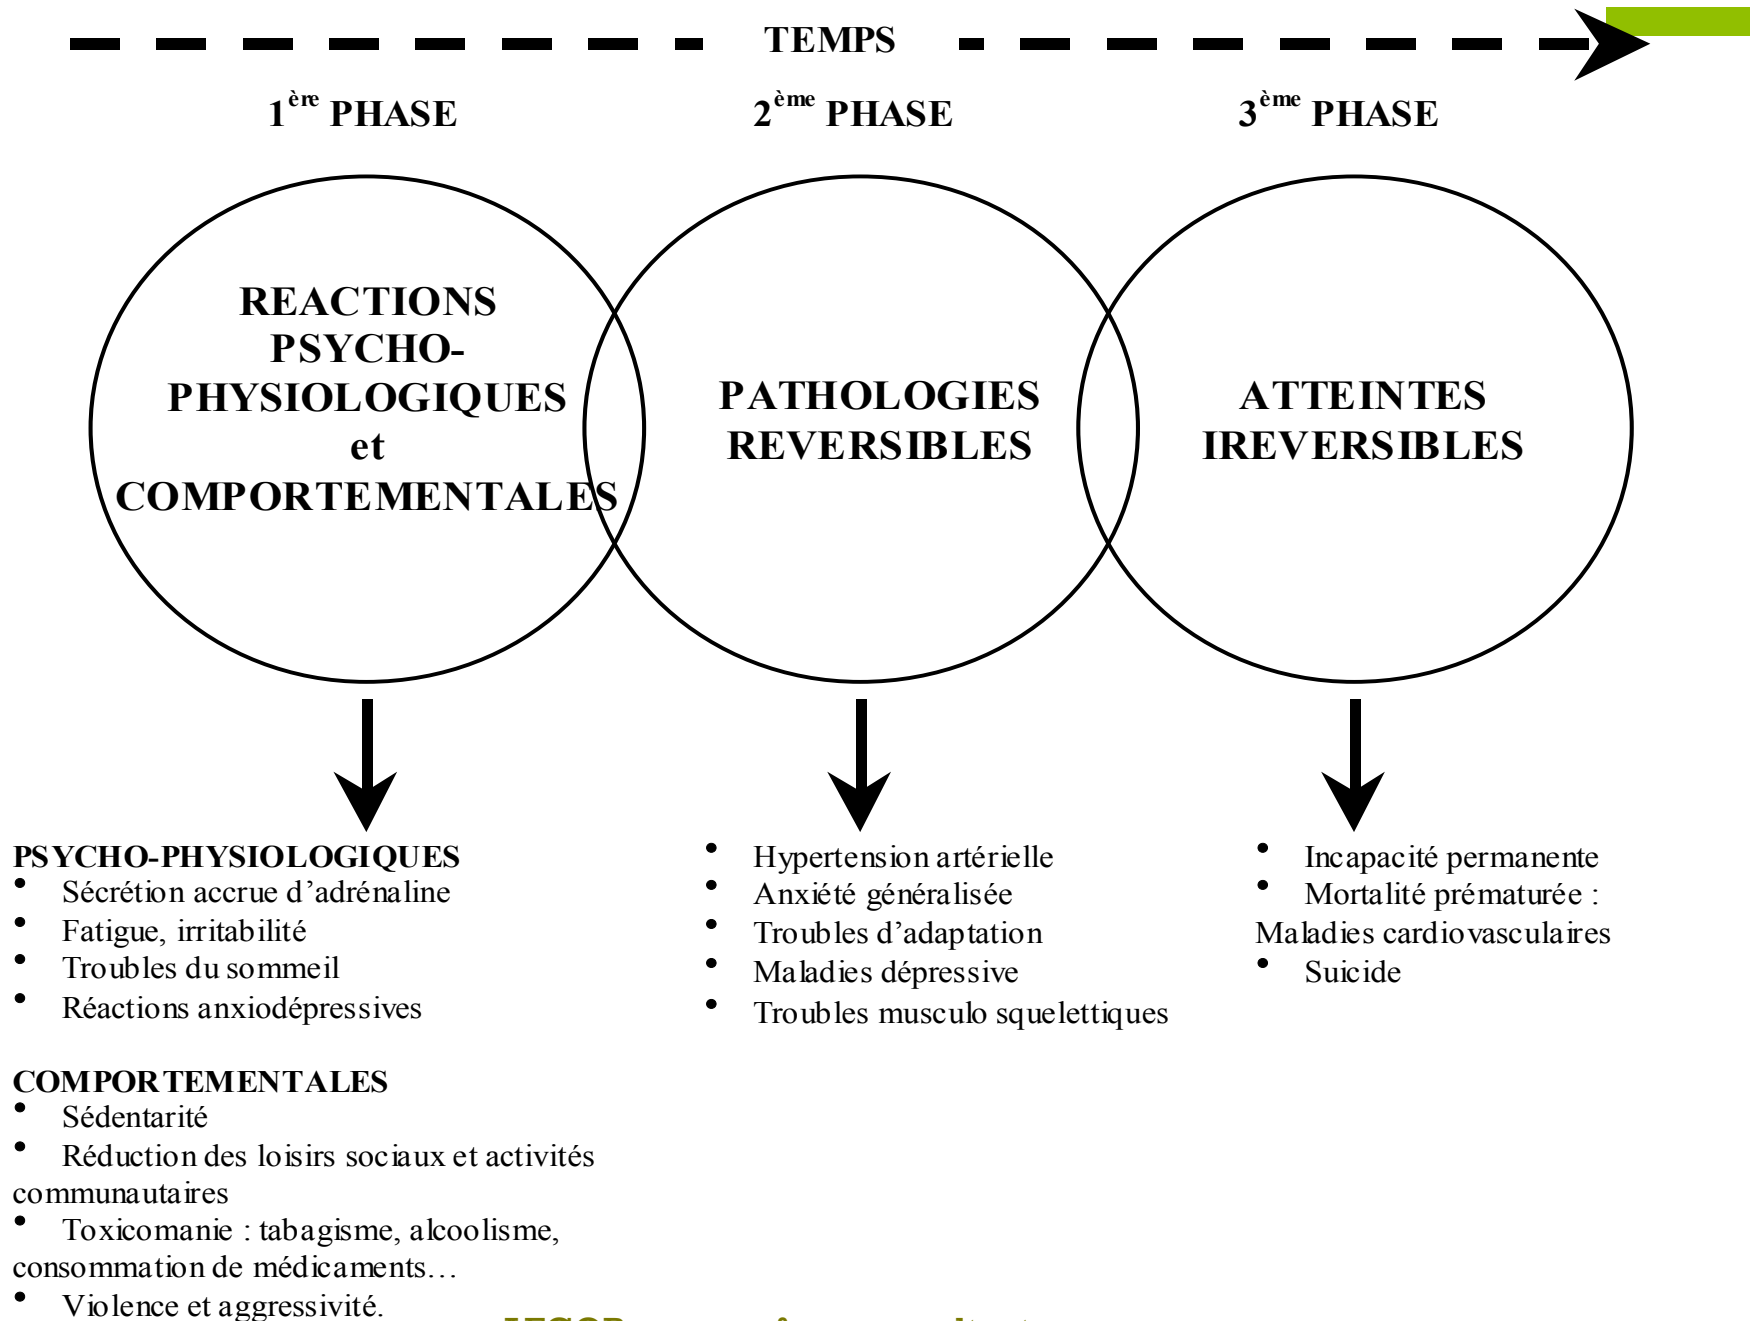 TEMPS
1ère PHASE
2ème PHASE
3ème PHASE
REACTIONS
PSYCHO-
PHYSIOLOGIQUES
et
COMPORTEMENTALES
PATHOLOGIES
REVERSIBLES
ATTEINTES
IREVERSIBLES
PSYCHO-PHYSIOLOGIQUES
• Sécrétion accrue d’adrénaline
• Fatigue, irritabilité
• Troubles du sommeil
• Réactions anxiodépressives
COMPORTEMENTALES
• Sédentarité
• Réduction des loisirs sociaux et activités
communautaires
• Toxicomanie : tabagisme, alcoolisme,
consommation de médicaments…
• Violence et aggressivité.
• Hypertension artérielle
• Anxiété généralisée
• Troubles d’adaptation
• Maladies dépressive
• Troubles musculo squelettiques
• Incapacité permanente
• Mortalité prématurée :
Maladies cardiovasculaires
• Suicide